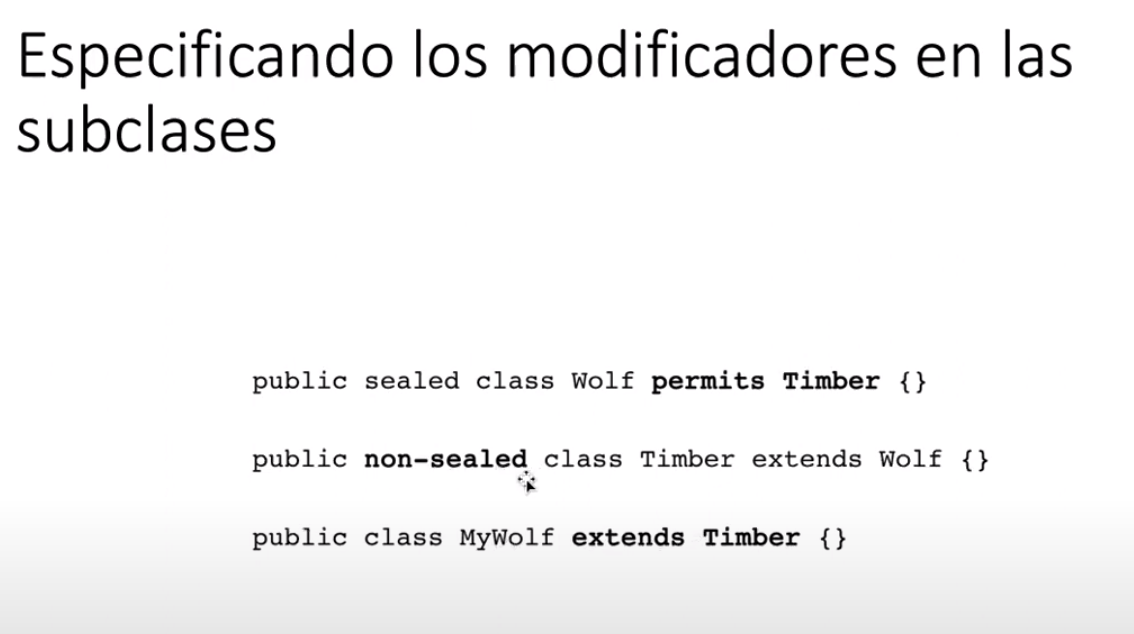 Especificando los modificadores en las
subclases
public sealed class Wolf permits Timber {}
public non-sealed class Timber extends Wolf {}
public class MyWolf extends Timber {}